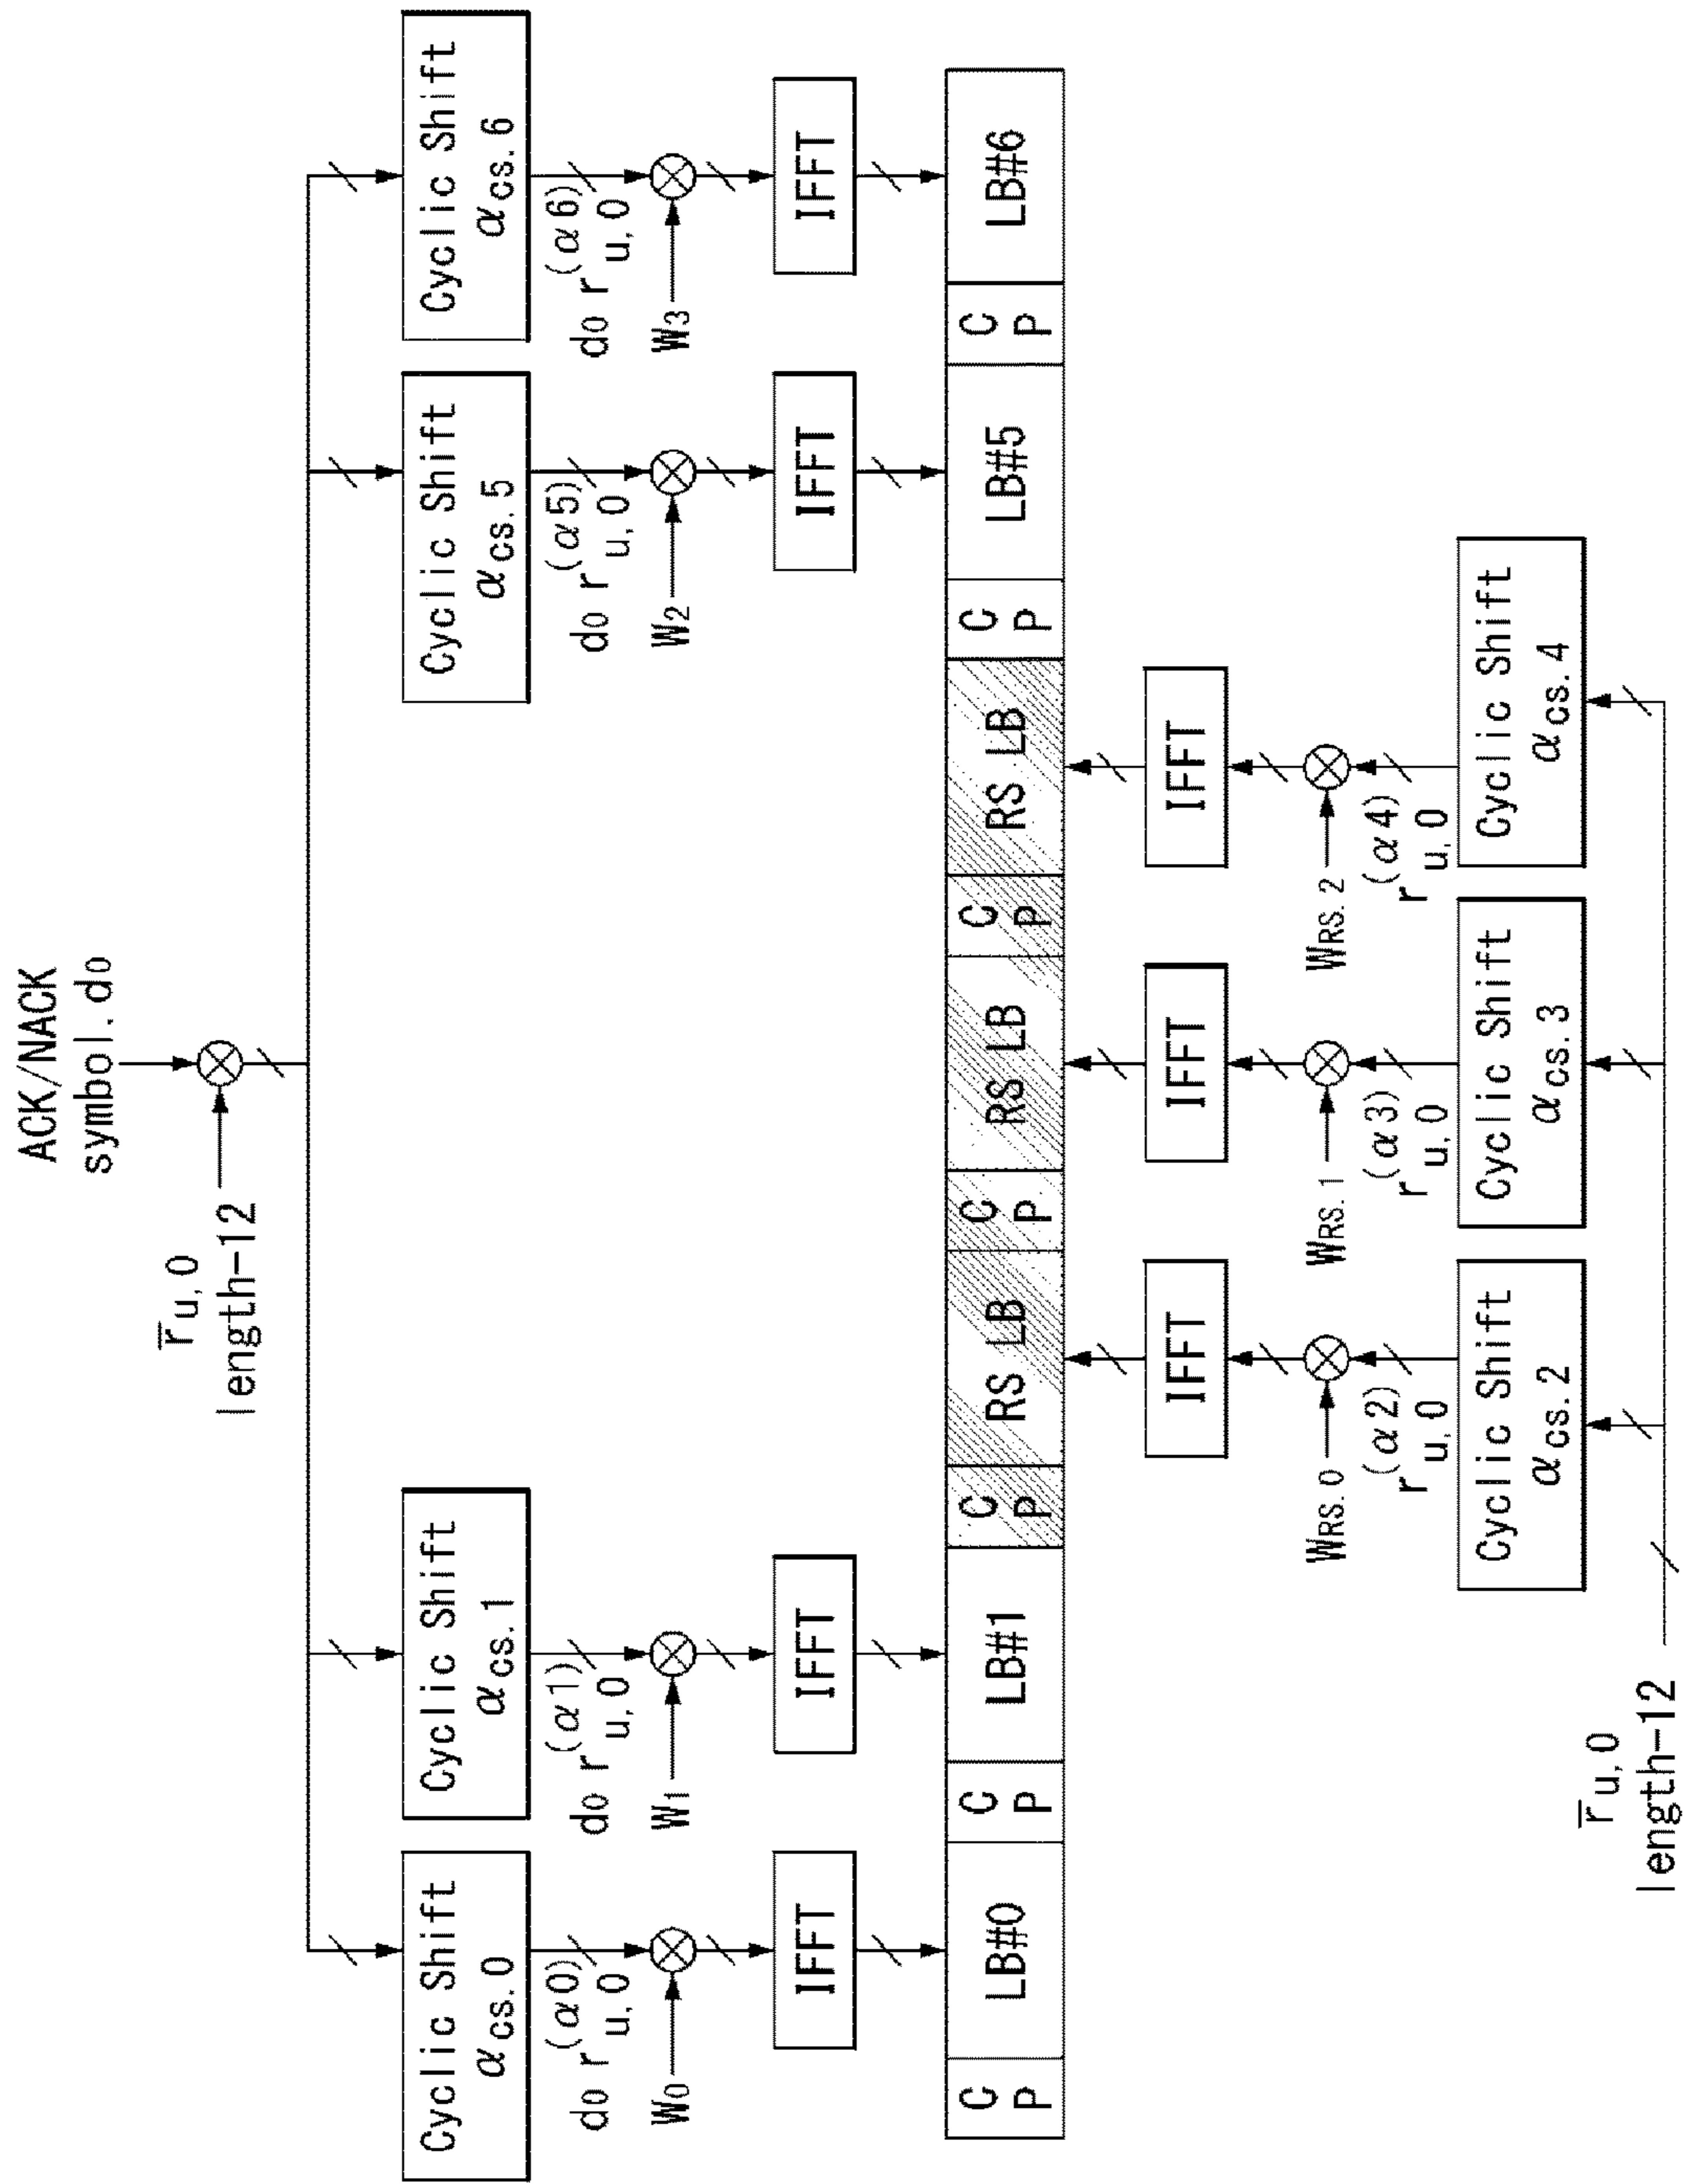 ACK/NACK
symbol.d0
r̅u,0
length-12
Cyclic Shift
αcs.0
Cyclic Shift
αcs.1
Cyclic Shift
αcs.5
Cyclic Shift
αcs.6
d0 r(α0)u,0
d0 r(α1)u,0
d0 r(α5)u,0
d0 r(α6)u,0
W0
W1
W2
W3
IFFT
IFFT
IFFT
IFFT
CP
LB#0
CP
LB#1
CP
RS LB
CP
RS LB
CP
RS LB
CP
LB#5
CP
LB#6
IFFT
IFFT
IFFT
WRS.0
WRS.1
WRS.2
r(α2)u,0
r(α3)u,0
r(α4)u,0
Cyclic Shift
αcs.2
Cyclic Shift
αcs.3
Cyclic Shift
αcs.4
r̅u,0
length-12